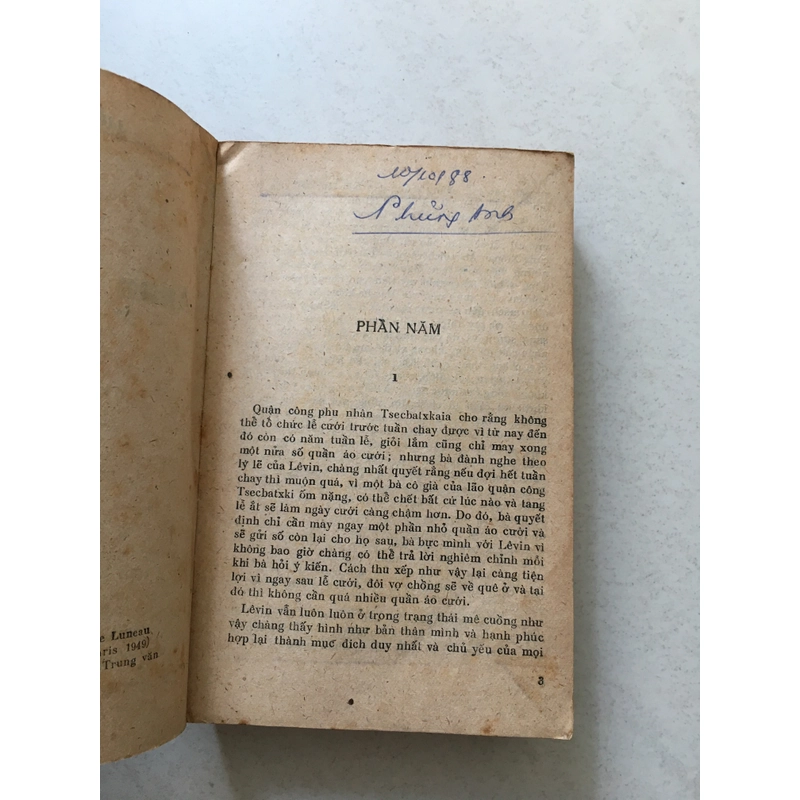 10/10/88
Phùng Anh
PHẦN NĂM
1
Quận công phu nhân Tsecbatxkaia cho rằng không
thể tổ chức lễ cưới trước tuần chay được vì từ nay đến
đó còn có năm tuần lễ, giỏi lắm cũng chỉ may xong
một nửa số quần áo cưới; nhưng bà đành nghe theo
lý lẽ của Lêvin, chàng nhất quyết rằng nếu đợi hết tuần
chay thì muộn quá, vì một bà cô già của lão quận công
Tsecbatxki ốm nặng, có thể chết bất cứ lúc nào và tang
lễ ắt sẽ làm ngày cưới càng chậm hơn. Do đó, bà quyết
định chỉ cần máy ngay một phần nhỏ quần áo cưới và
sẽ gửi số còn lại cho họ sau, bà bực mình với Lêvin vì
không bao giờ chàng có thể trả lời nghiêm chỉnh mỗi
khi bà hỏi ý kiến. Cách thu xếp như vậy lại càng tiện
lợi vì ngay sau lễ cưới, đôi vợ chồng sẽ về quê ở và tại
đó thì không cần quá nhiều quần áo cưới.
Lêvin vẫn luôn luôn ở trong trạng thái mê cuồng như
vậy chàng thấy hình như bản thân mình và hạnh phúc
hợp lại thành mục đích duy nhất và chủ yếu của mọi
3
e Luneau,
aris 1949)
Trung văn